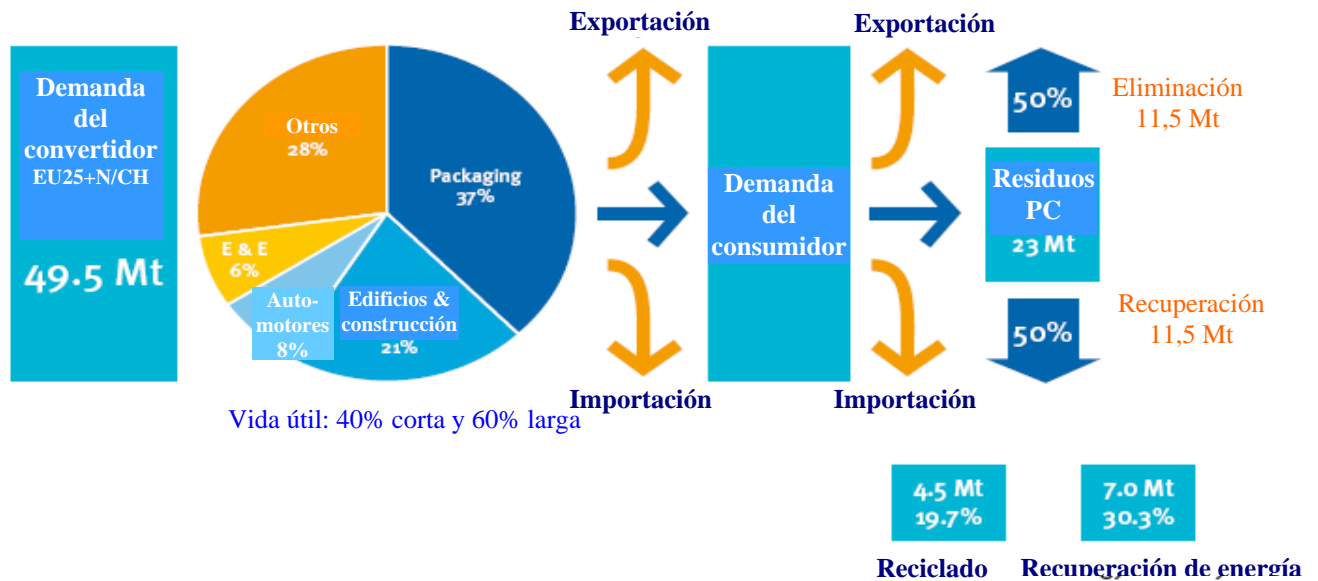 Exportación
Exportación
Demanda
del
convertidor
EU25+N/CH
49.5 Mt
Otros
28%
Packaging
37%
E & E
6%
Auto-
motores
8%
Edificios &
construcción
21%
Vida útil: 40% corta y 60% larga
Demanda
del
consumidor
Importación
Importación
50%
Eliminación
11,5 Mt
Residuos
PC
23 Mt
50%
Recuperación
11,5 Mt
4.5 Mt
19.7%
Reciclado
7.0 Mt
30.3%
Recuperación de energía